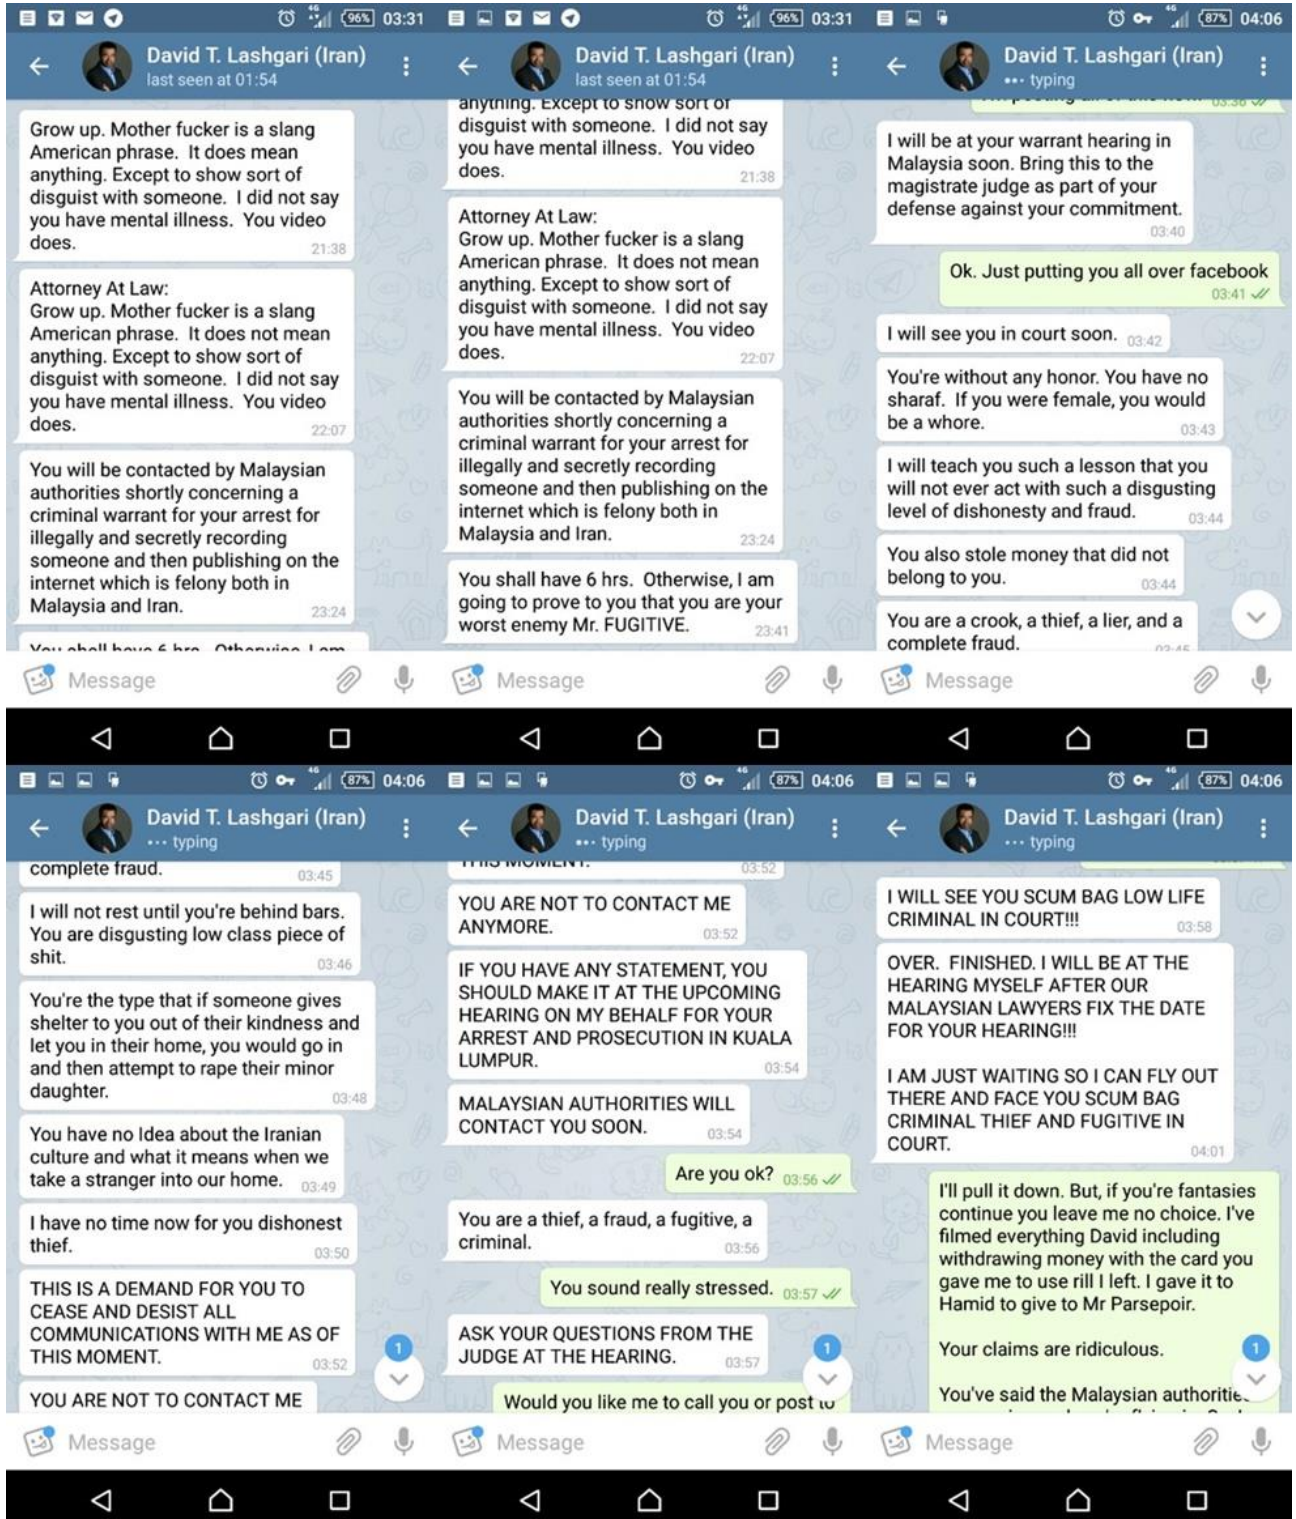 96% 03:31
David T. Lashgari (Iran)
last seen at 01:54
Grow up. Mother fucker is a slang
American phrase.  It does mean
anything. Except to show sort of
disguist with someone.  I did not say
you have mental illness.  You video
does.
21:38
Attorney At Law:
Grow up. Mother fucker is a slang
American phrase.  It does not mean
anything. Except to show sort of
disguist with someone.  I did not say
you have mental illness.  You video
does.
22:07
You will be contacted by Malaysian
authorities shortly concerning a
criminal warrant for your arrest for
illegally and secretly recording
someone and then publishing on the
internet which is felony both in
Malaysia and Iran.
23:24
You shall have 6 hrs.  Otherwise, I am
Message
96% 03:31
David T. Lashgari (Iran)
last seen at 01:54
anything. Except to show sort of
disguist with someone.  I did not say
you have mental illness.  You video
does.
21:38
Attorney At Law:
Grow up. Mother fucker is a slang
American phrase.  It does not mean
anything. Except to show sort of
disguist with someone.  I did not say
you have mental illness.  You video
does.
22:07
You will be contacted by Malaysian
authorities shortly concerning a
criminal warrant for your arrest for
illegally and secretly recording
someone and then publishing on the
internet which is felony both in
Malaysia and Iran.
23:24
You shall have 6 hrs.  Otherwise, I am
going to prove to you that you are your
worst enemy Mr. FUGITIVE.
23:41
Message
4G 87% 04:06
David T. Lashgari (Iran)
typing
03:36
I will be at your warrant hearing in
Malaysia soon. Bring this to the
magistrate judge as part of your
defense against your commitment.
03:40
Ok. Just putting you all over facebook
03:41
I will see you in court soon. 03:42
You're without any honor. You have no
sharaf.  If you were female, you would
be a whore.
03:43
I will teach you such a lesson that you
will not ever act with such a disgusting
level of dishonesty and fraud.
03:44
You also stole money that did not
belong to you.
03:44
You are a crook, a thief, a lier, and a
complete fraud.
03:45
Message
4G 87% 04:06
David T. Lashgari (Iran)
typing
complete fraud.
03:45
I will not rest until you're behind bars.
You are disgusting low class piece of
shit.
03:46
You're the type that if someone gives
shelter to you out of their kindness and
let you in their home, you would go in
and then attempt to rape their minor
daughter.
03:48
You have no Idea about the Iranian
culture and what it means when we
take a stranger into our home. 03:49
I have no time now for you dishonest
thief.
03:50
THIS IS A DEMAND FOR YOU TO
CEASE AND DESIST ALL
COMMUNICATIONS WITH ME AS OF
THIS MOMENT.
03:52
1
YOU ARE NOT TO CONTACT ME
Message
4G 87% 04:06
David T. Lashgari (Iran)
typing
THIS MOMENT.
03:52
YOU ARE NOT TO CONTACT ME
ANYMORE.
03:52
IF YOU HAVE ANY STATEMENT, YOU
SHOULD MAKE IT AT THE UPCOMING
HEARING ON MY BEHALF FOR YOUR
ARREST AND PROSECUTION IN KUALA
LUMPUR.
03:54
MALAYSIAN AUTHORITIES WILL
CONTACT YOU SOON.
03:54
Are you ok? 03:56
You are a thief, a fraud, a fugitive, a
criminal.
03:56
You sound really stressed. 03:57
ASK YOUR QUESTIONS FROM THE
JUDGE AT THE HEARING.
03:57
1
Would you like me to call you or post to
Message
4G 87% 04:06
David T. Lashgari (Iran)
typing
I WILL SEE YOU SCUM BAG LOW LIFE
CRIMINAL IN COURT!!!
03:58
OVER.  FINISHED. I WILL BE AT THE
HEARING MYSELF AFTER OUR
MALAYSIAN LAWYERS FIX THE DATE
FOR YOUR HEARING!!!
I AM JUST WAITING SO I CAN FLY OUT
THERE AND FACE YOU SCUM BAG
CRIMINAL THIEF AND FUGITIVE IN
COURT.
04:01
I'll pull it down. But, if you're fantasies
continue you leave me no choice. I've
filmed everything David including
withdrawing money with the card you
gave me to use rill I left. I gave it to
Hamid to give to Mr Parsepoir.
Your claims are ridiculous.
1
You've said the Malaysian
Message